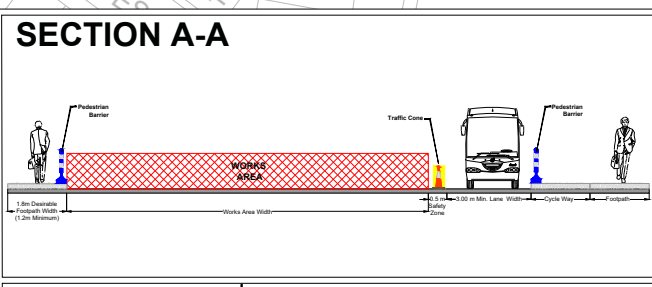 SECTION A-A
Pedestrian
Barrier
Traffic Cone
Pedestrian
Barrier
WORKS
AREA
1.8m Desirable
Footpath Width
(1.2m Minimum)
Works Area Width
0.5 m
Safety
Zone
3.00 m Min. Lane Width
Cycle Way
Footpath